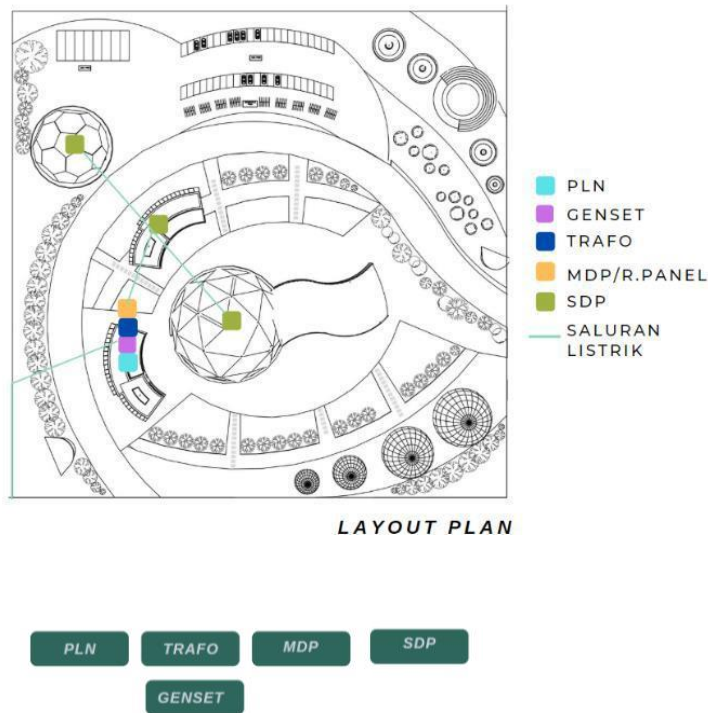 PLN
GENSET
TRAFO
MDP/R.PANEL
SDP
SALURAN
LISTRIK
LAYOUT PLAN
PLN
TRAFO
MDP
SDP
GENSET